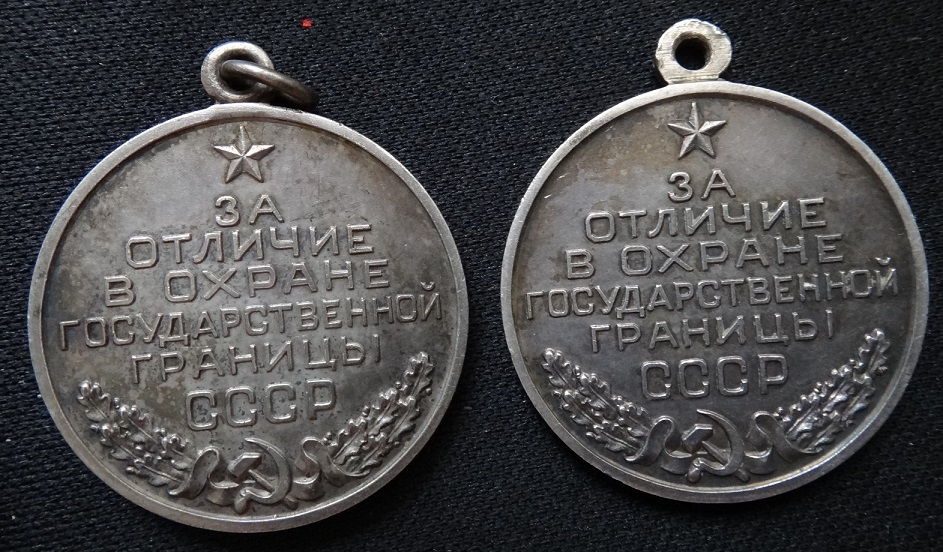 ЗА
ОТЛИЧИЕ
В ОХРАНЕ
ГОСУДАРСТВЕННОЙ
ГРАНИЦЫ
СССР
ЗА
ОТЛИЧИЕ
В ОХРАНЕ
ГОСУДАРСТВЕННОЙ
ГРАНИЦЫ
СССР